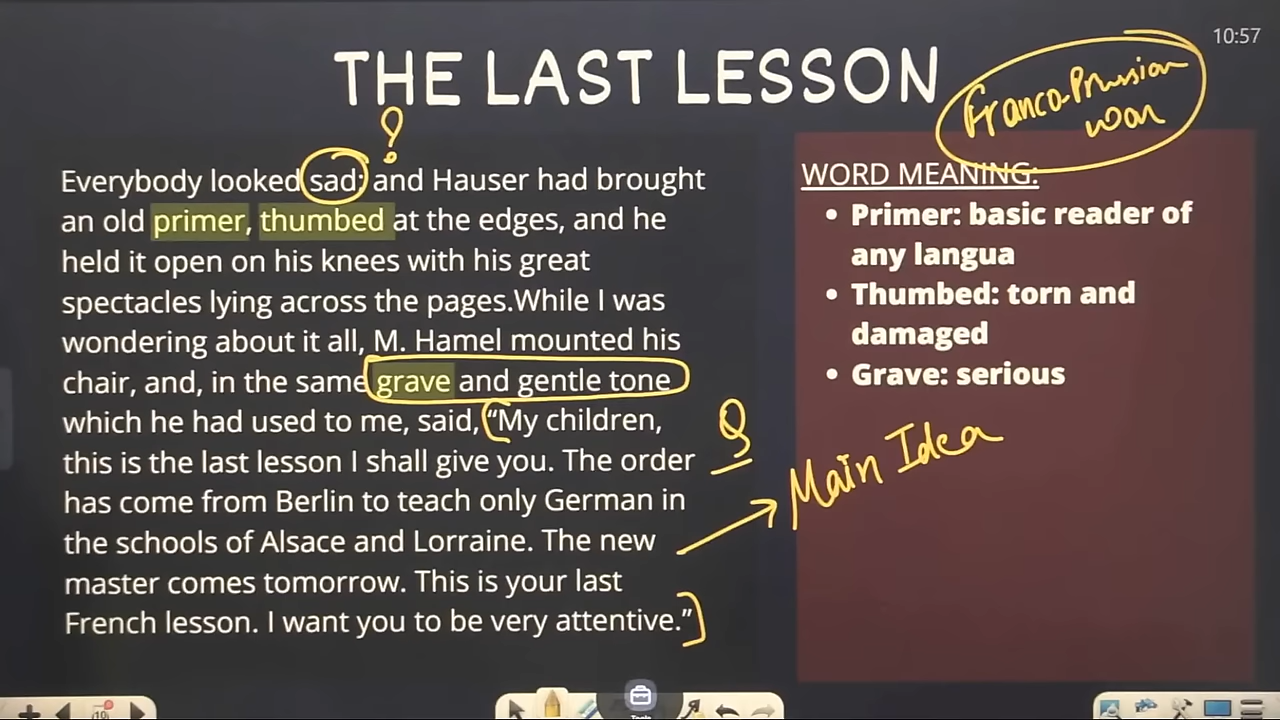 10:57
THE LAST LESSON
Franco-Prussian
war
?
Everybody looked sad; and Hauser had brought
an old primer, thumbed at the edges, and he
held it open on his knees with his great
spectacles lying across the pages.While I was
wondering about it all, M. Hamel mounted his
chair, and, in the same grave and gentle tone
which he had used to me, said, “My children,
this is the last lesson I shall give you. The order
has come from Berlin to teach only German in
the schools of Alsace and Lorraine. The new
master comes tomorrow. This is your last
French lesson. I want you to be very attentive.”
WORD MEANING:
• Primer: basic reader of
any langua
• Thumbed: torn and
damaged
• Grave: serious
Main Idea